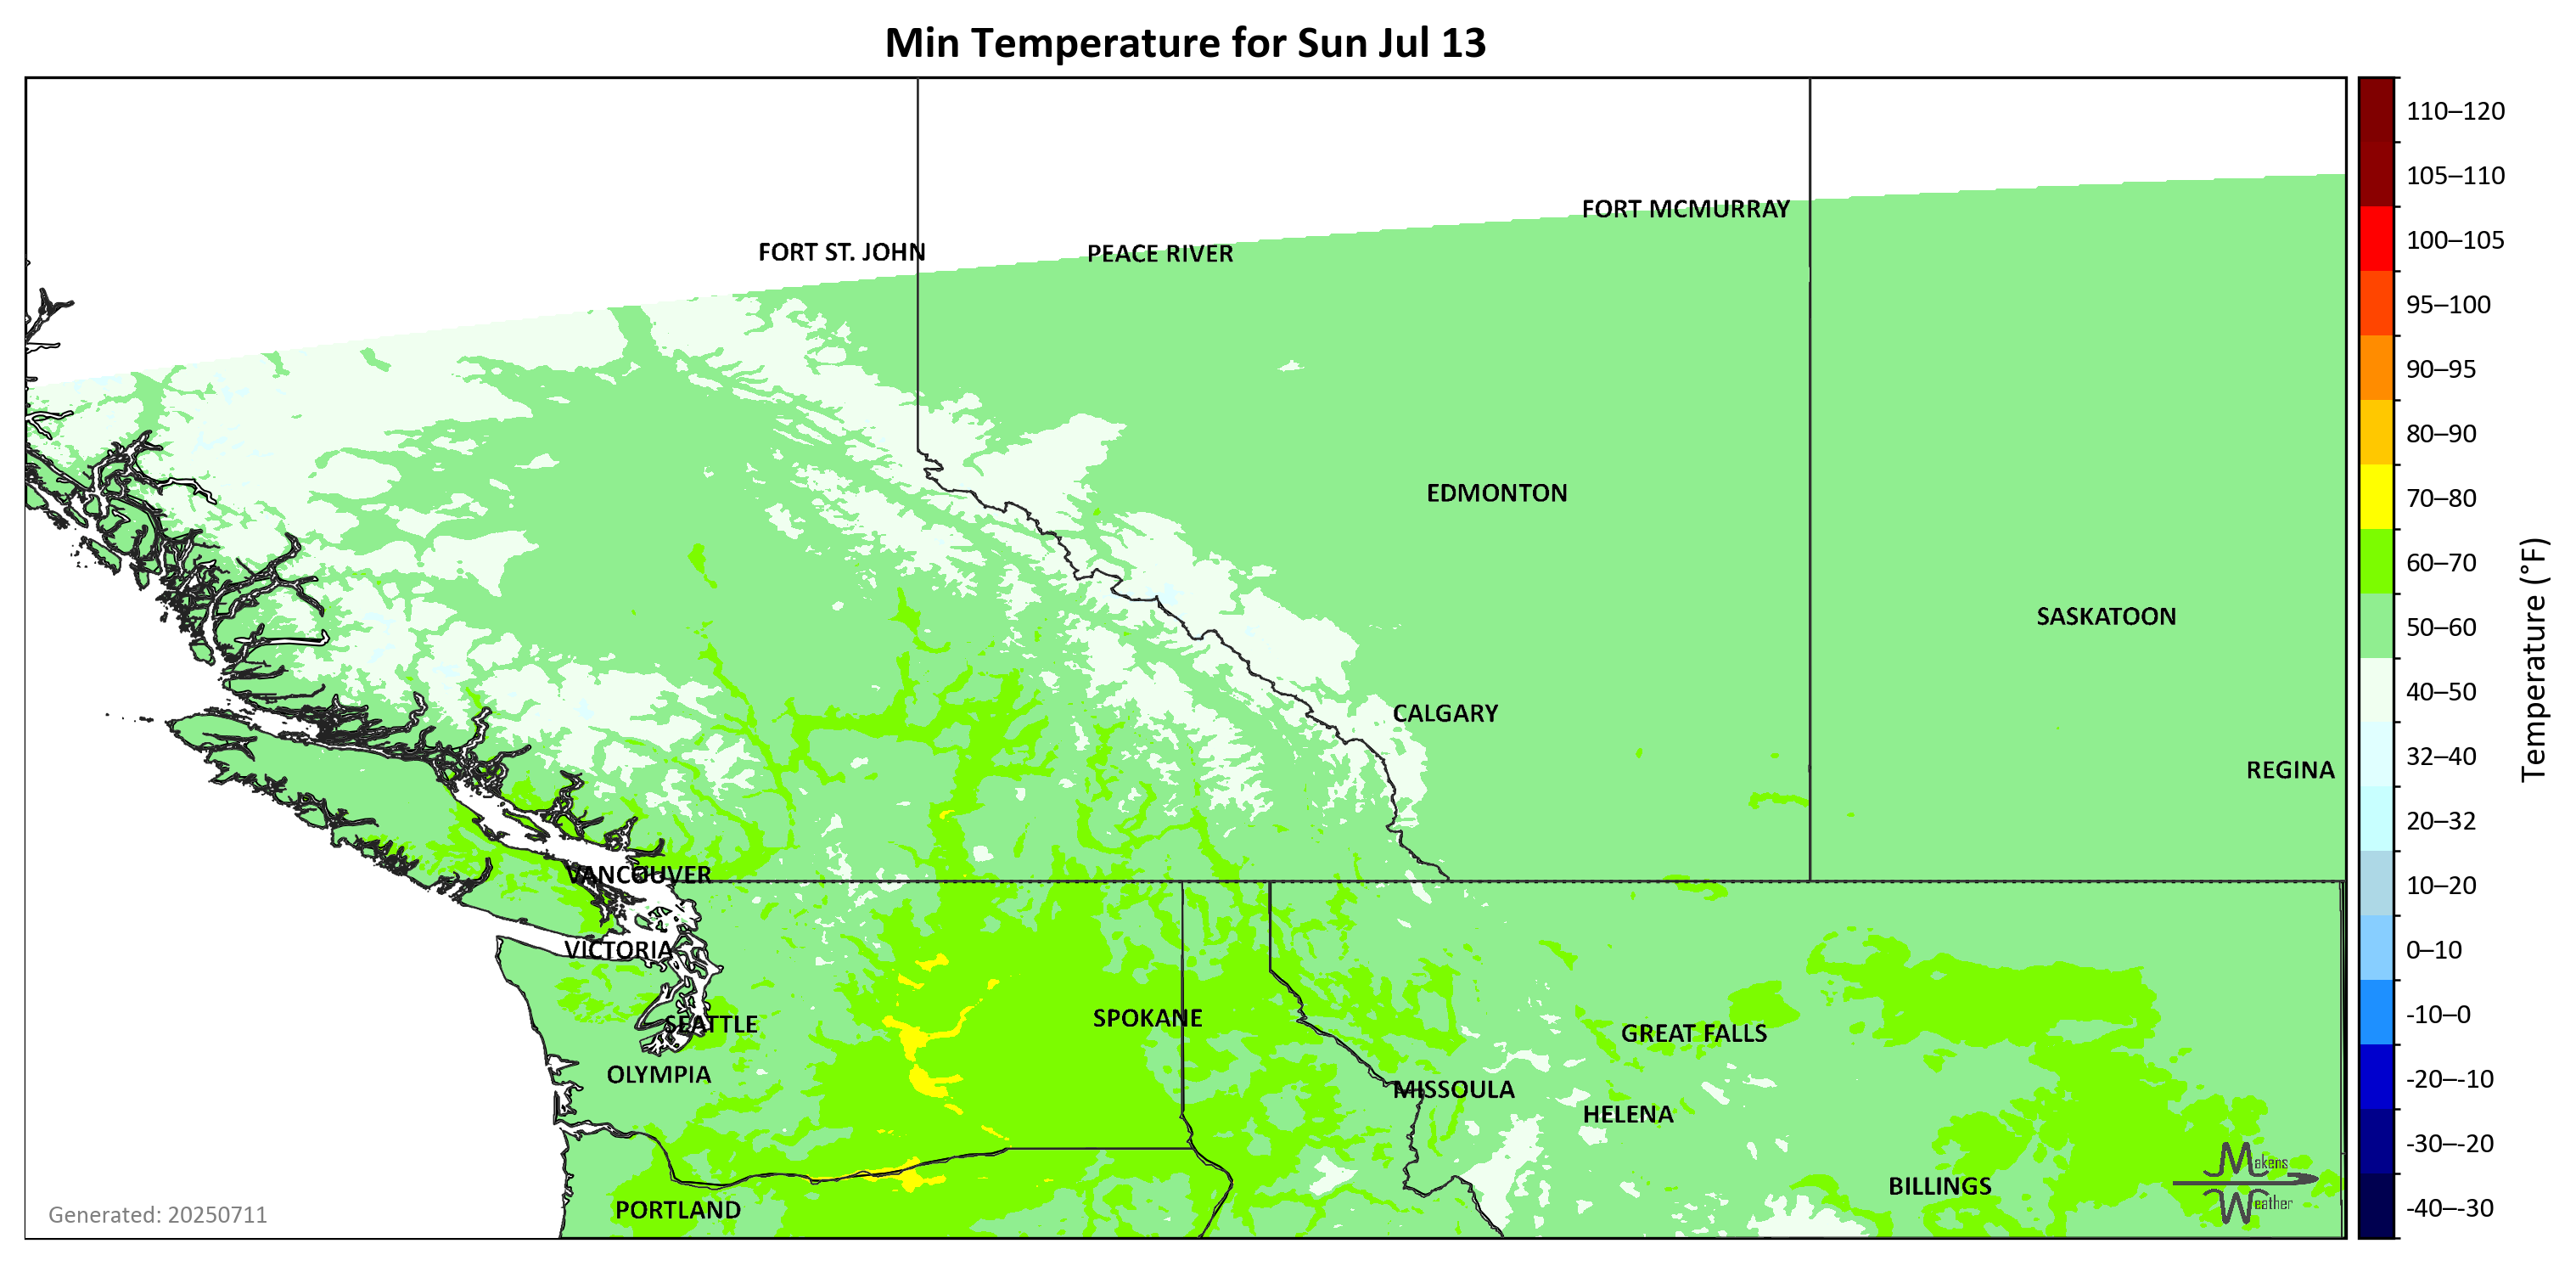 Min Temperature for Sun Jul 13
110–120
105–110
FORT MCMURRAY
100–105
FORT ST. JOHN
PEACE RIVER
95–100
90–95
80–90
EDMONTON
70–80
60–70
SASKATOON
50–60
Temperature (°F)
40–50
CALGARY
32–40
REGINA
20–32
VANCOUVER
10–20
VICTORIA
0–10
SPOKANE
-10–0
SEATTLE
GREAT FALLS
OLYMPIA
-20–-10
MISSOULA
HELENA
-30–-20
Makens
Weather
BILLINGS
PORTLAND
-40–-30
Generated: 20250711